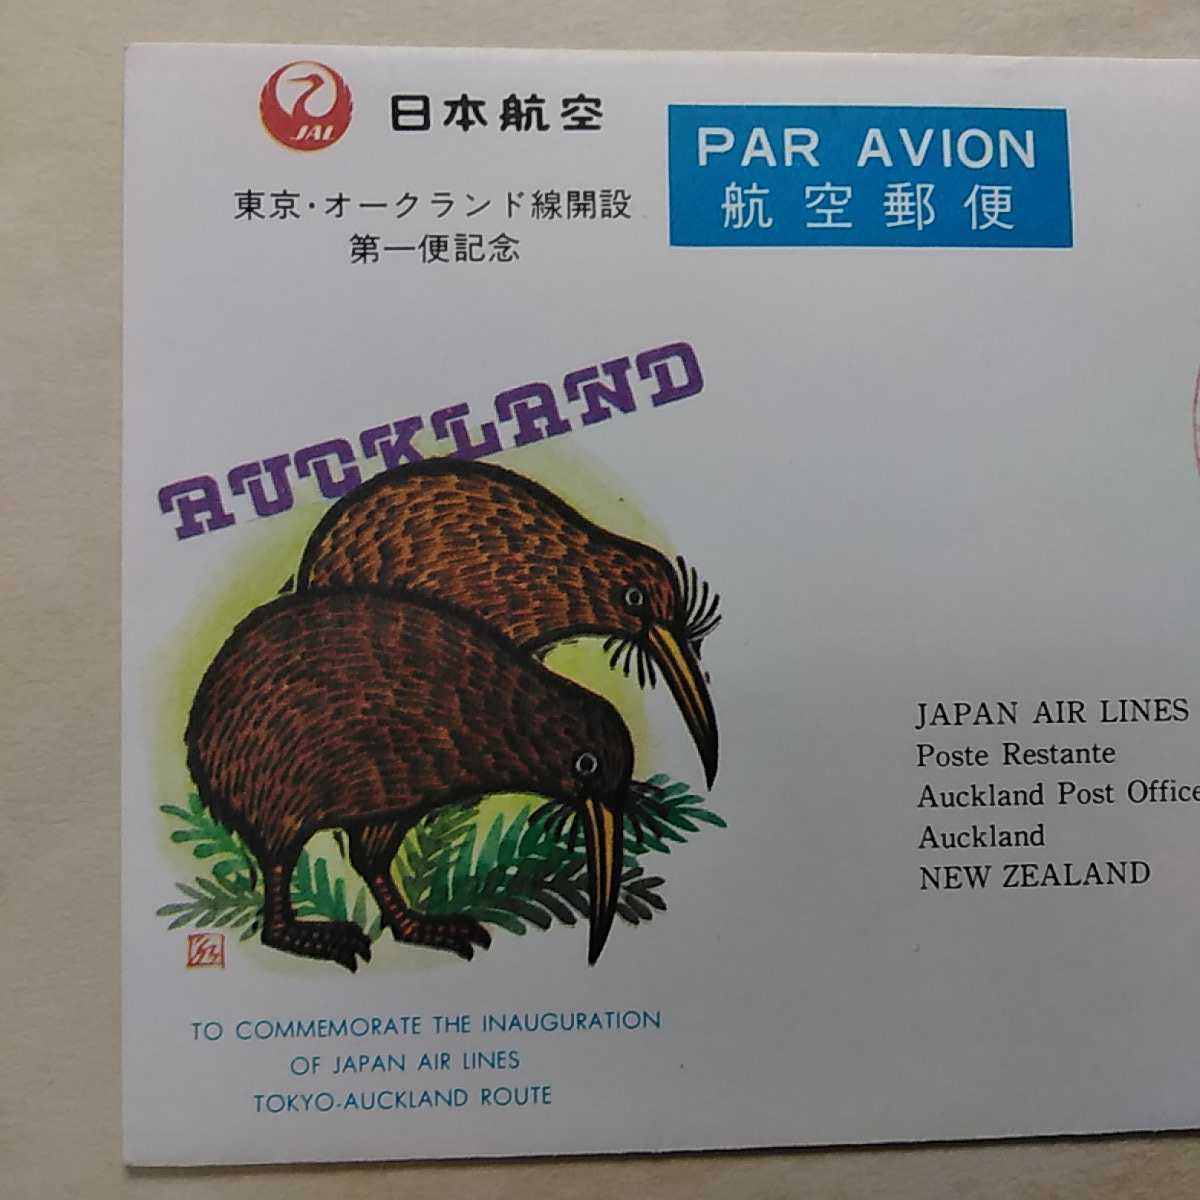 JAL 日本航空
東京・オークランド線開設
第一便記念
PAR AVION
航空郵便
AUCKLAND
JAPAN AIR LINES
Poste Restante
Auckland Post Office
Auckland
NEW ZEALAND
TO COMMEMORATE THE INAUGURATION
OF JAPAN AIR LINES
TOKYO-AUCKLAND ROUTE